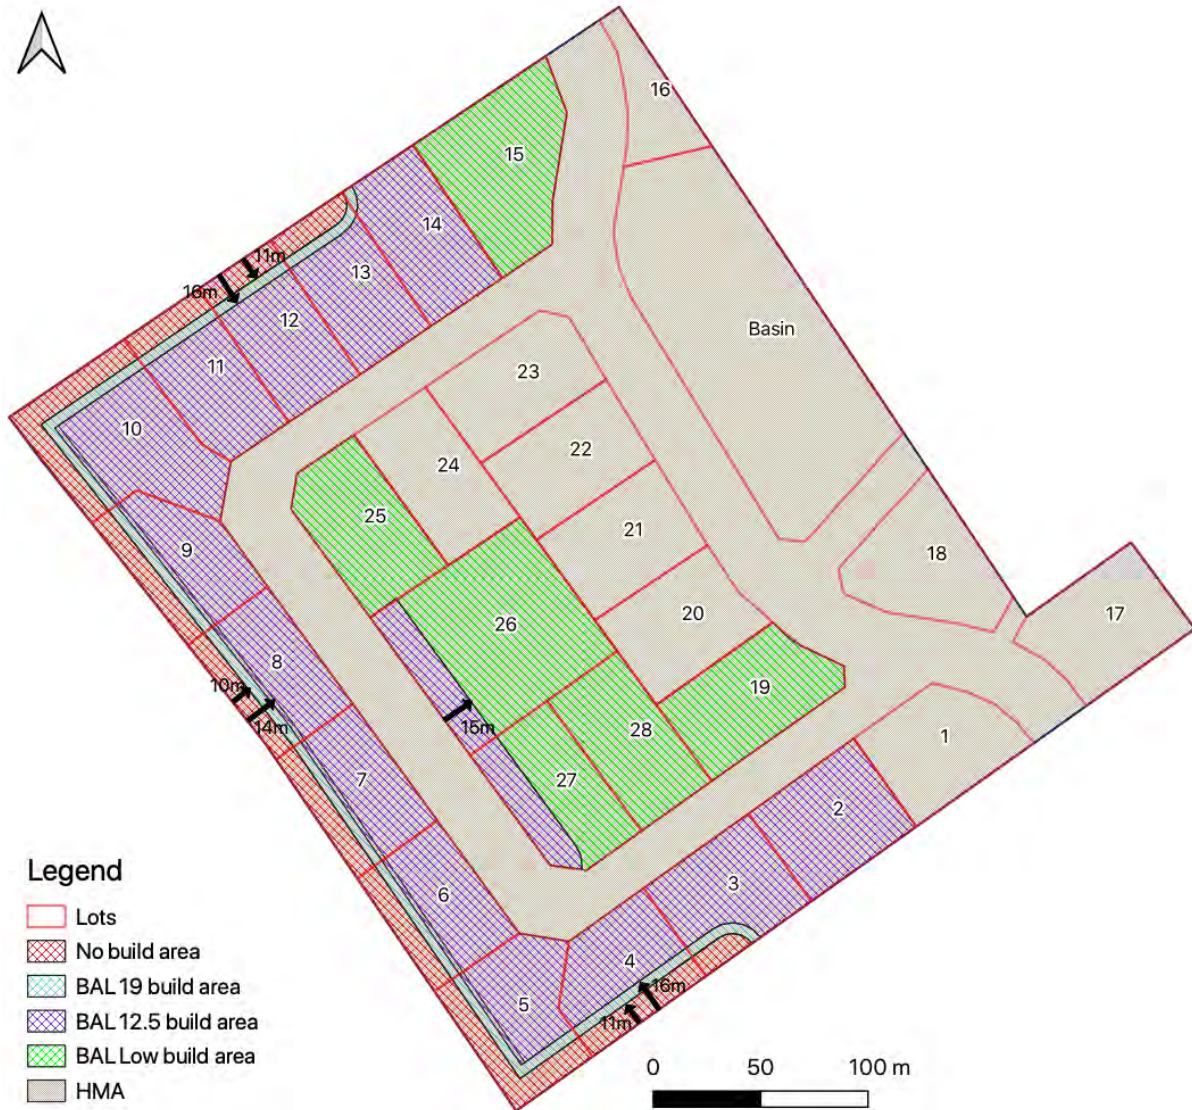 16
15
14
11m
13
16m
12
Basin
11
23
10
24
22
25
21
9
18
26
20
17
8
10m
19
14m
15m
28
1
7
27
2
6
3
4
16m
5
11m
Legend
Lots
No build area
BAL 19 build area
BAL 12.5 build area
BAL Low build area
HMA
0 50 100 m